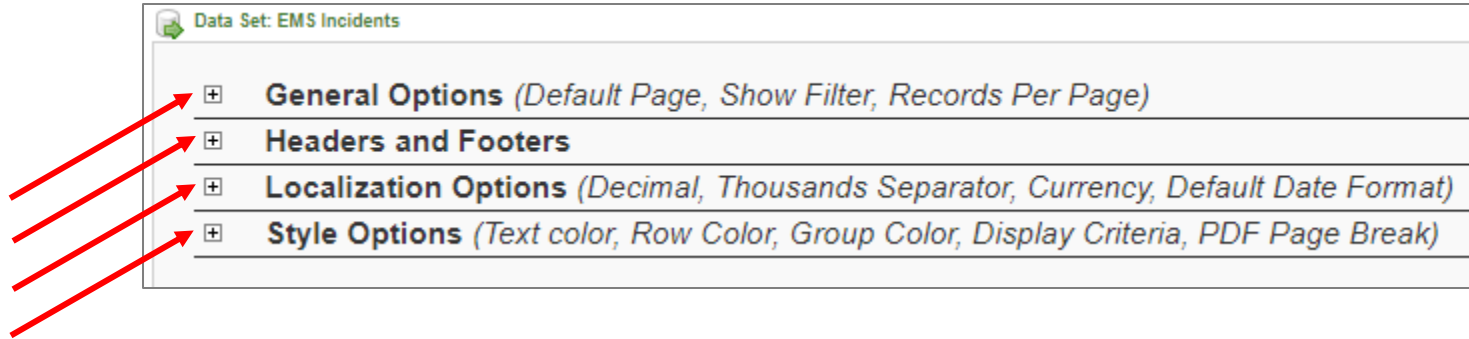 Data Set: EMS Incidents
General Options (Default Page, Show Filter, Records Per Page)
Headers and Footers
Localization Options (Decimal, Thousands Separator, Currency, Default Date Format)
Style Options (Text color, Row Color, Group Color, Display Criteria, PDF Page Break)